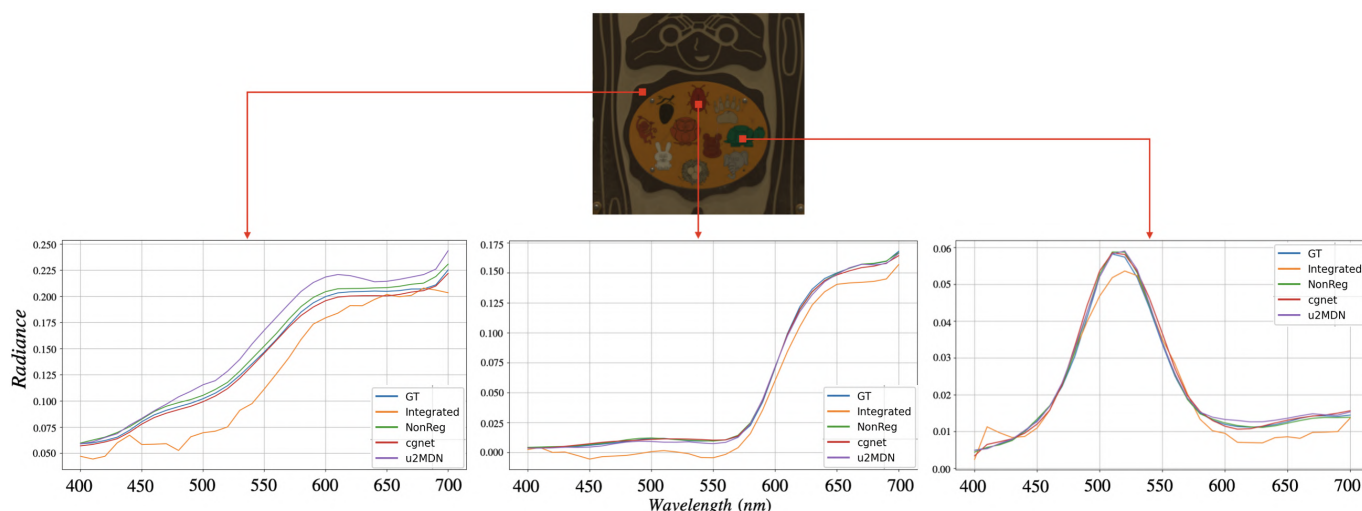 Radiance
0.250
0.225
0.200
0.175
0.150
0.125
0.100
0.075
0.050
400 450 500 550 600 650 700
GT
Integrated
NonReg
cgnet
u2MDN
0.175
0.150
0.125
0.100
0.075
0.050
0.025
0.000
400 450 500 550 600 650 700
GT
Integrated
NonReg
cgnet
u2MDN
Wavelength (nm)
0.06
0.05
0.04
0.03
0.02
0.01
0.00
400 450 500 550 600 650 700
GT
Integrated
NonReg
cgnet
u2MDN